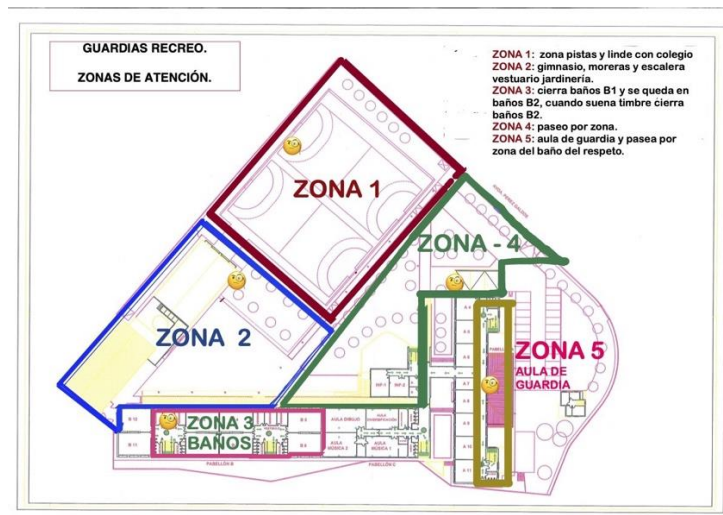 GUARDIAS RECREO.
ZONAS DE ATENCIÓN.
ZONA 1: zona pistas y linde con colegio
ZONA 2: gimnasio, moreras y escalera
vestuario jardinería.
ZONA 3: cierra baños B1 y se queda en
baños B2, cuando suena timbre cierra
baños B2.
ZONA 4: paseo por zona.
ZONA 5: aula de guardia y pasea por
zona del baño del respeto.
ZONA 1
ZONA - 4
ZONA 2
ZONA 5
AULA DE
GUARDIA
ZONA 3
BAÑOS
AULA DIBUJO
AULA
MÚSICA 2
AULA
MÚSICA 1
PABELLÓN B